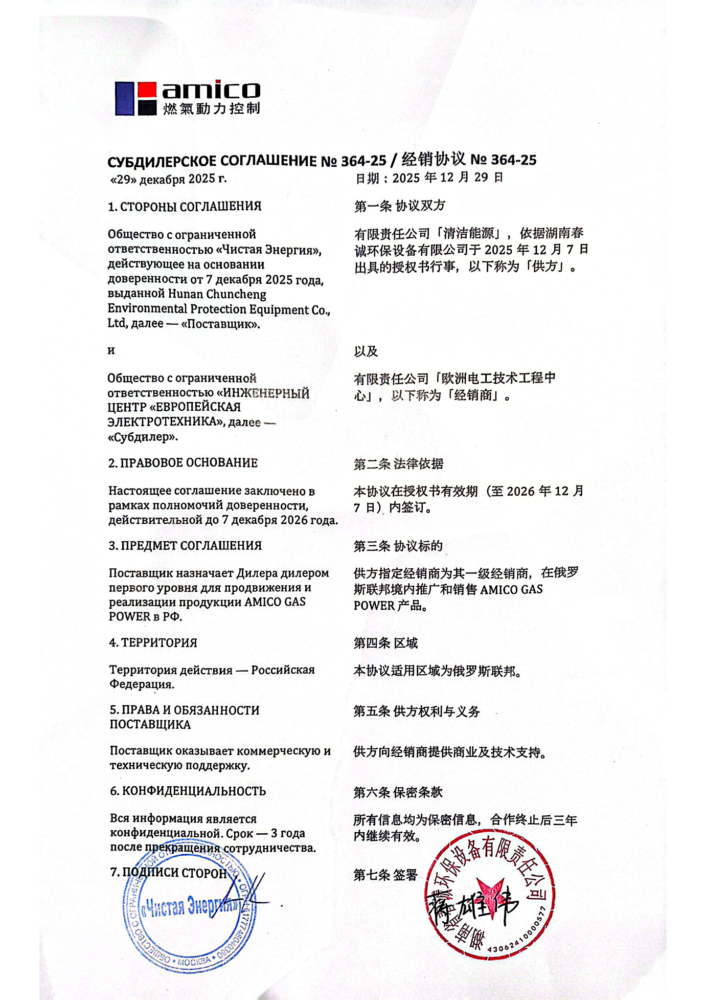 amico
燃氣動力控制
СУБДИЛЕРСКОЕ СОГЛАШЕНИЕ № 364-25 / 经销协议 № 364-25
«29» декабря 2025 г.
日期：2025 年 12 月 29 日
1. СТОРОНЫ СОГЛАШЕНИЯ
第一条 协议双方
Общество с ограниченной
ответственностью «Чистая Энергия»,
действующее на основании
доверенности от 7 декабря 2025 года,
выданной Hunan Chuncheng
Environmental Protection Equipment Co.,
Ltd, далее — «Поставщик».
有限责任公司「清洁能源」，依据湖南春
诚环保设备有限公司于 2025 年 12 月 7 日
出具的授权书行事，以下称为「供方」。
и
以及
Общество с ограниченной
ответственностью «ИНЖЕНЕРНЫЙ
ЦЕНТР «ЕВРОПЕЙСКАЯ
ЭЛЕКТРОТЕХНИКА», далее —
«Субдилер».
有限责任公司「欧洲电工技术工程中
心」，以下称为「经销商」。
2. ПРАВОВОЕ ОСНОВАНИЕ
第二条 法律依据
Настоящее соглашение заключено в
рамках полномочий доверенности,
действительной до 7 декабря 2026 года.
本协议在授权书有效期（至 2026 年 12 月
7 日）内签订。
3. ПРЕДМЕТ СОГЛАШЕНИЯ
第三条 协议标的
Поставщик назначает Дилера дилером
первого уровня для продвижения и
реализации продукции AMICO GAS
POWER в РФ.
供方指定经销商为其一级经销商，在俄罗
斯联邦境内推广和销售 AMICO GAS
POWER 产品。
4. ТЕРРИТОРИЯ
第四条 区域
Территория действия — Российская
Федерация.
本协议适用区域为俄罗斯联邦。
5. ПРАВА И ОБЯЗАННОСТИ
ПОСТАВЩИКА
第五条 供方权利与义务
Поставщик оказывает коммерческую и
техническую поддержку.
供方向经销商提供商业及技术支持。
6. КОНФИДЕНЦИАЛЬНОСТЬ
第六条 保密条款
Вся информация является
конфиденциальной. Срок — 3 года
после прекращения сотрудничества.
所有信息均为保密信息，合作终止后三年
内继续有效。
7. ПОДПИСИ СТОРОН
第七条 签署
ОБЩЕСТВО С ОГРАНИЧЕННОЙ ОТВЕТСТВЕННОСТЬЮ
• МОСКВА •
«Чистая Энергия»
环保设备有限责任公司
蒋雄伟
43062410000577